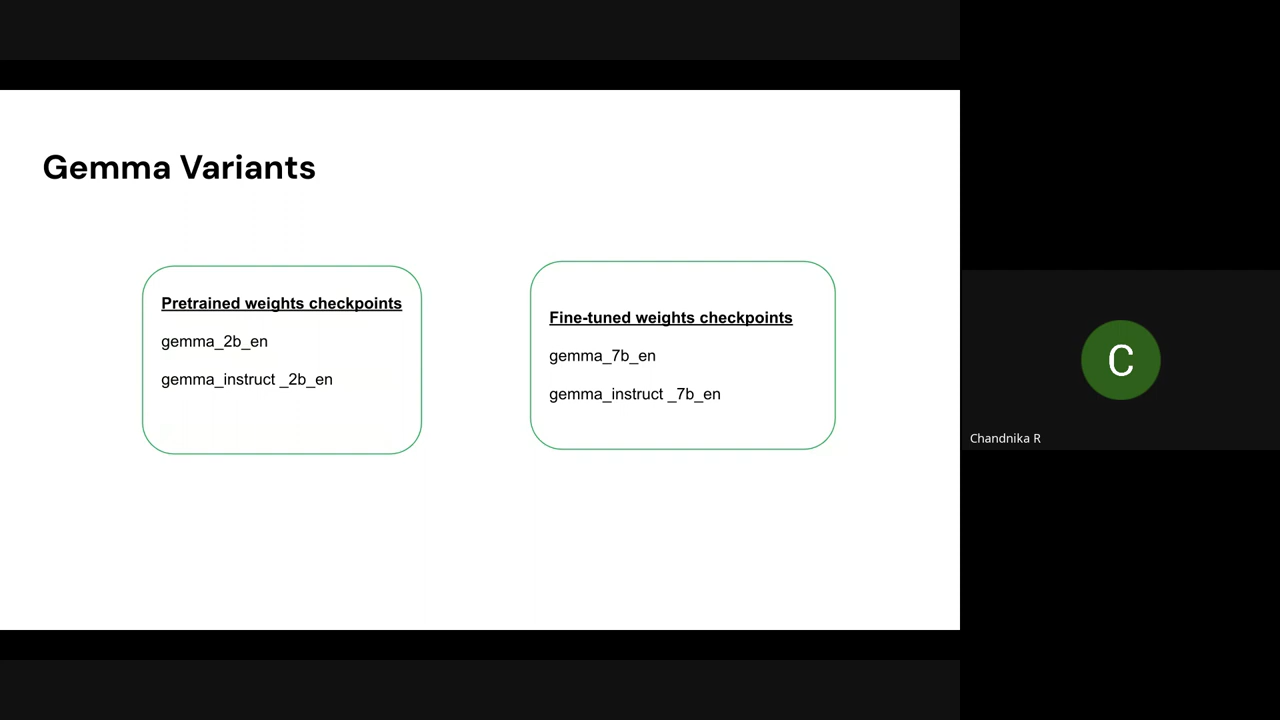 Gemma Variants
Pretrained weights checkpoints
gemma_2b_en
gemma_instruct _2b_en
Fine-tuned weights checkpoints
gemma_7b_en
gemma_instruct _7b_en
C
Chandnika R